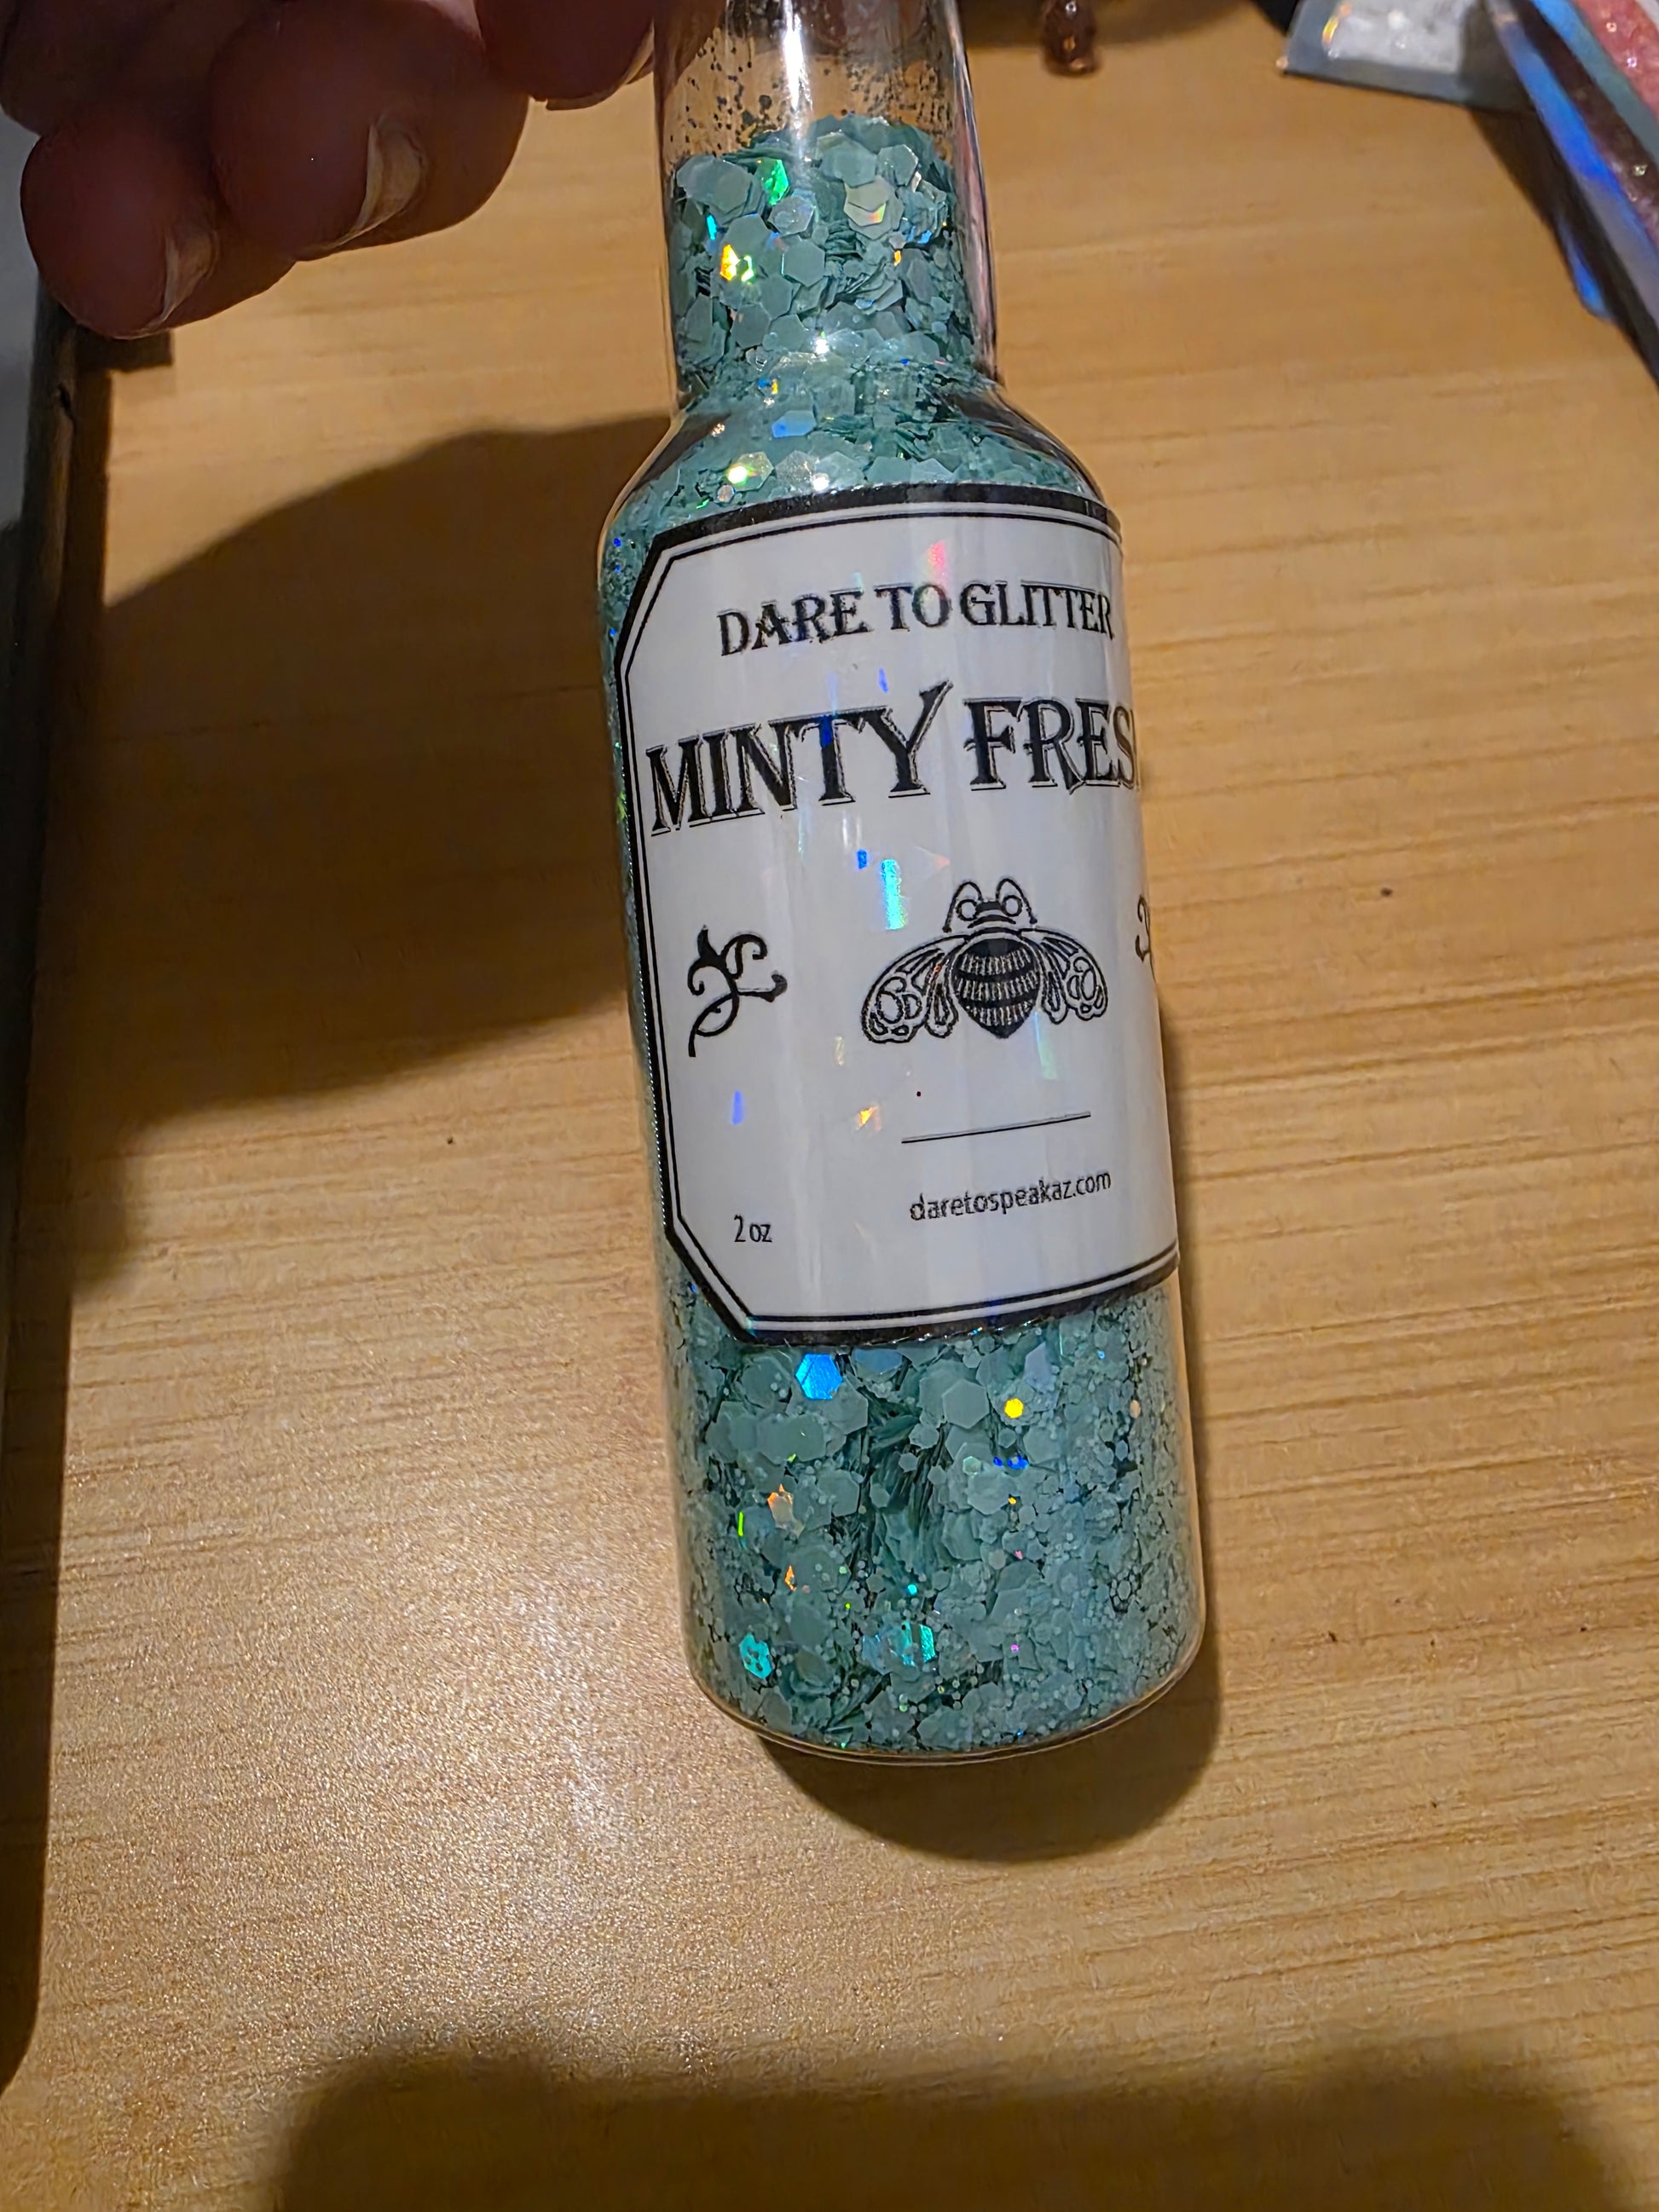 DARE TO GLITTER
MINTY FRES
2 oz
daretospeakaz.com